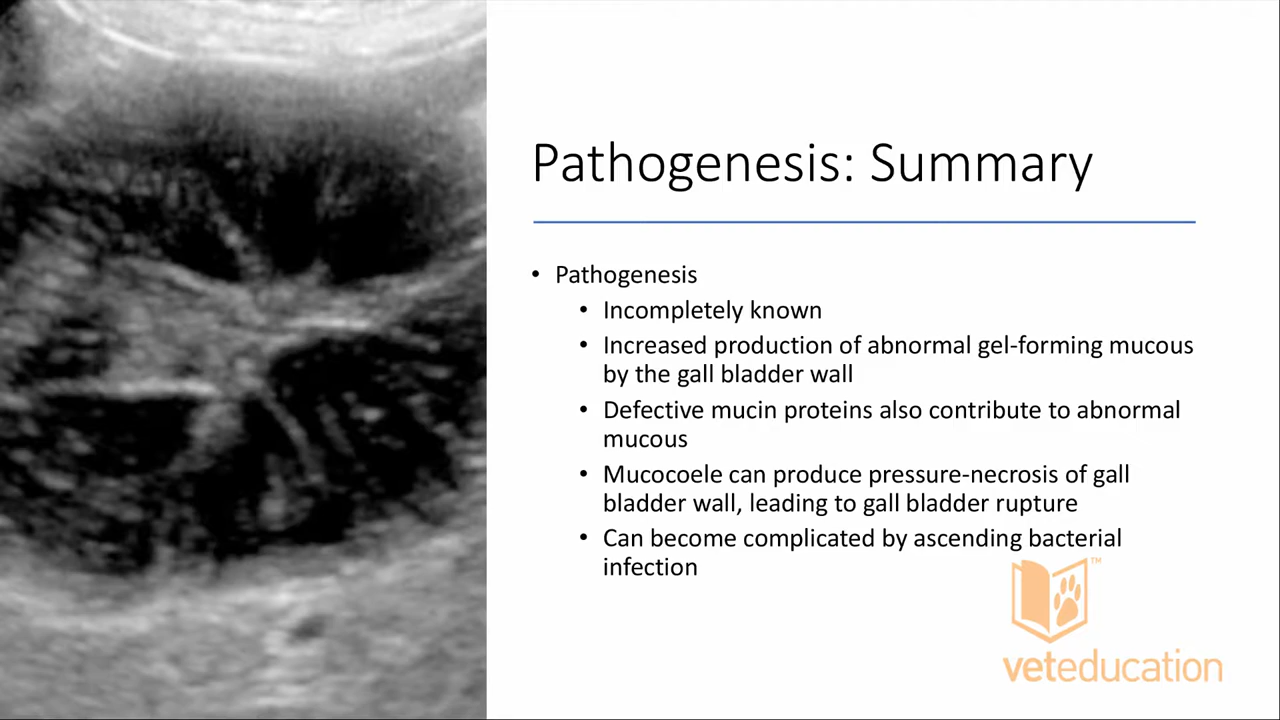 Pathogenesis: Summary
• Pathogenesis
• Incompletely known
• Increased production of abnormal gel-forming mucous
by the gall bladder wall
• Defective mucin proteins also contribute to abnormal
mucous
• Mucocoele can produce pressure-necrosis of gall
bladder wall, leading to gall bladder rupture
• Can become complicated by ascending bacterial
infection
™
veteducation